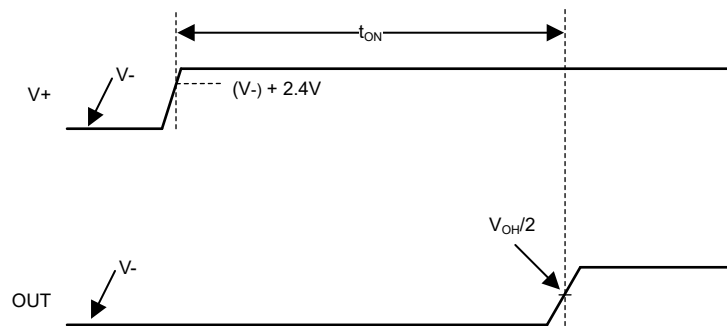 tON
V-
V+
(V-) + 2.4V
VOH/2
V-
OUT